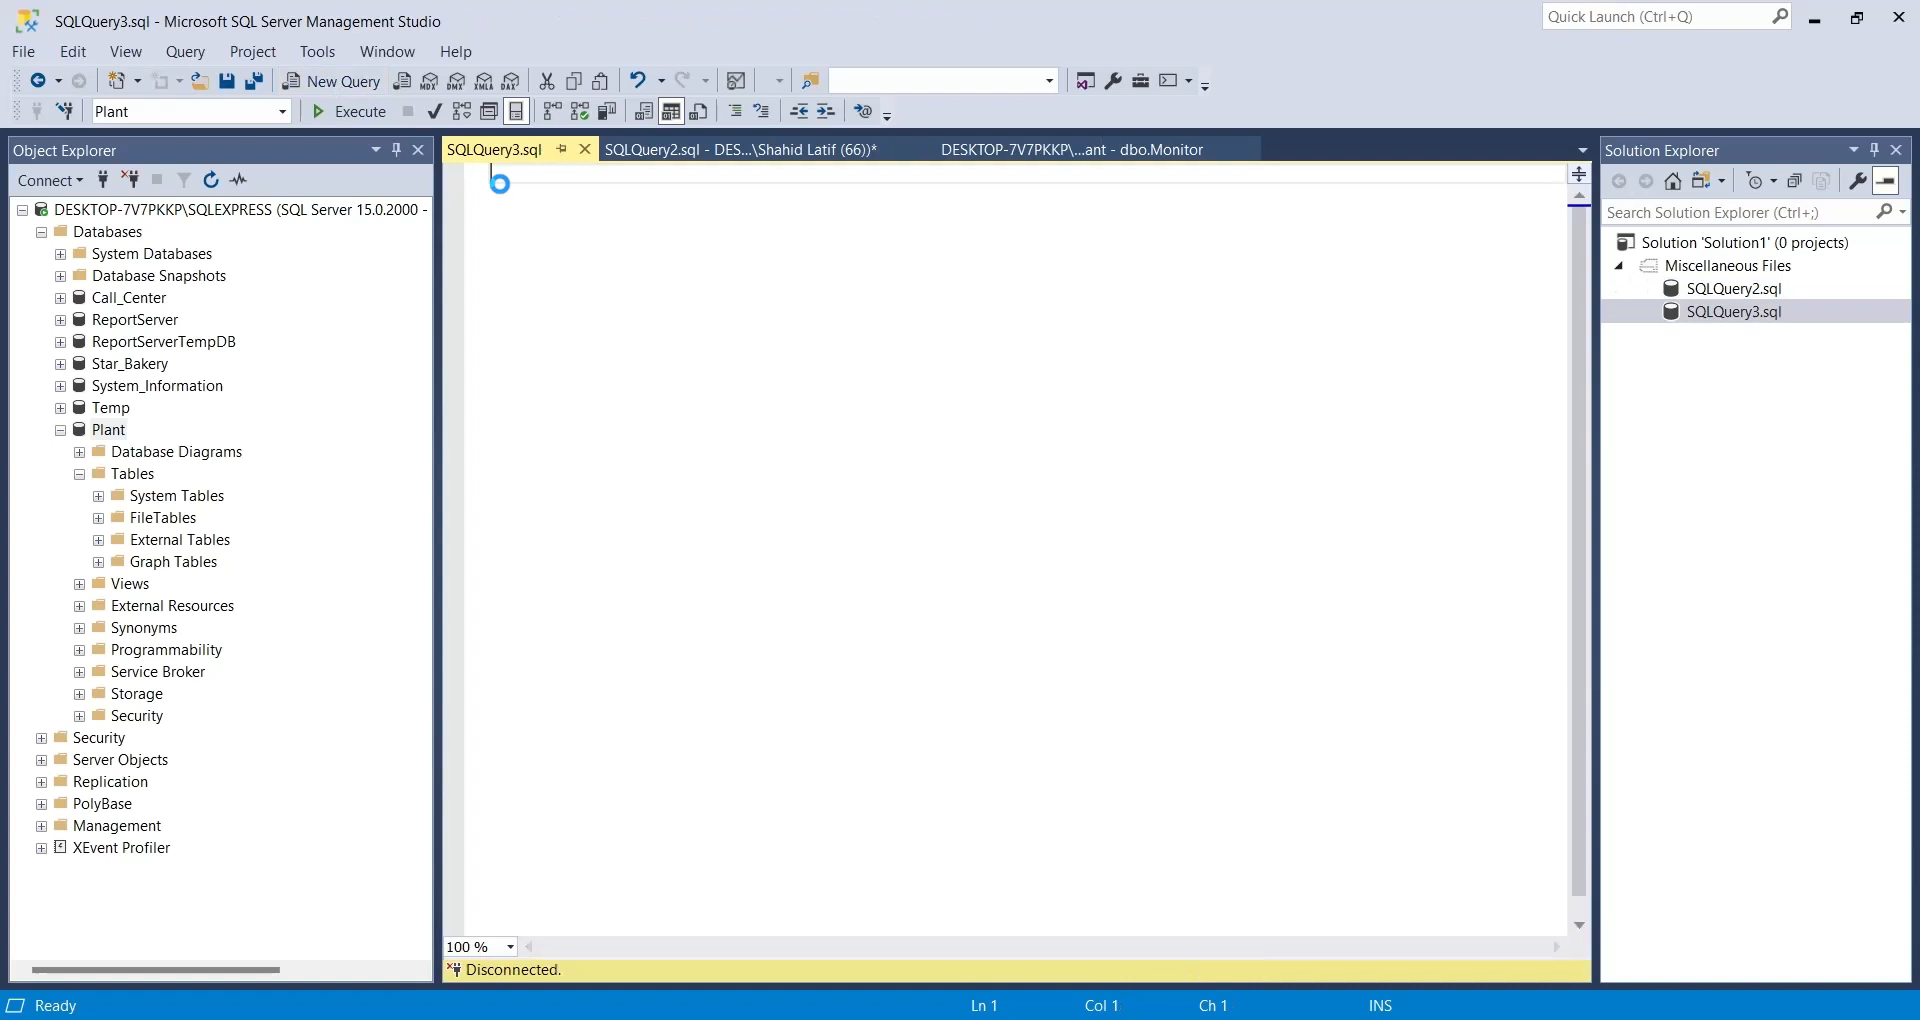 SQLQuery3.sql - Microsoft SQL Server Management Studio
Quick Launch (Ctrl+Q)
File Edit View Query Project Tools Window Help
New Query MDX DMX XMLA DAX
Plant Execute
Object Explorer
SQLQuery3.sql SQLQuery2.sql - DES...\Shahid Latif (66))* DESKTOP-7V7PKKP\...ant - dbo.Monitor
Solution Explorer
Connect
Search Solution Explorer (Ctrl+;)
DESKTOP-7V7PKKP\SQLEXPRESS (SQL Server 15.0.2000 -
Databases
System Databases
Database Snapshots
Call_Center
ReportServer
ReportServerTempDB
Star_Bakery
System_Information
Temp
Plant
Database Diagrams
Tables
System Tables
FileTables
External Tables
Graph Tables
Views
External Resources
Synonyms
Programmability
Service Broker
Storage
Security
Security
Server Objects
Replication
PolyBase
Management
XEvent Profiler
Solution 'Solution1' (0 projects)
Miscellaneous Files
SQLQuery2.sql
SQLQuery3.sql
100 %
Disconnected.
Ready Ln 1 Col 1 Ch 1 INS